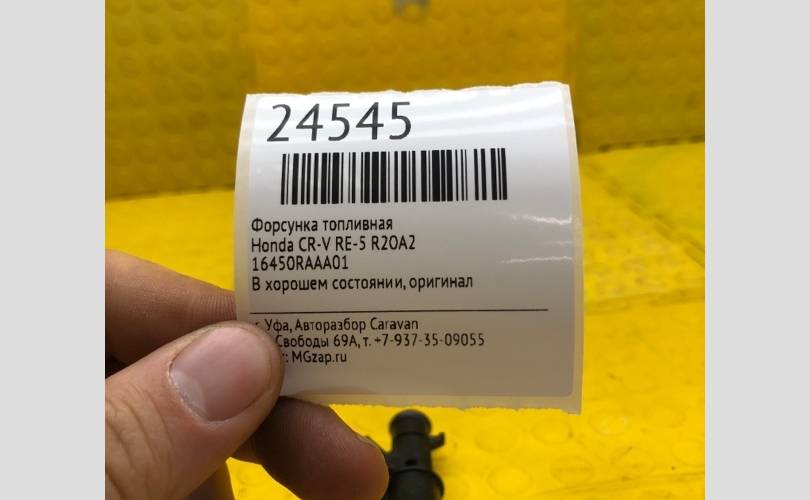 24545
Форсунка топливная
Honda CR-V RE-5 R20A2
16450RAAA01
В хорошем состоянии, оригинал
г. Уфа, Авторазбор Caravan
Свободы 69А, т. +7-937-35-09055
MGzap.ru